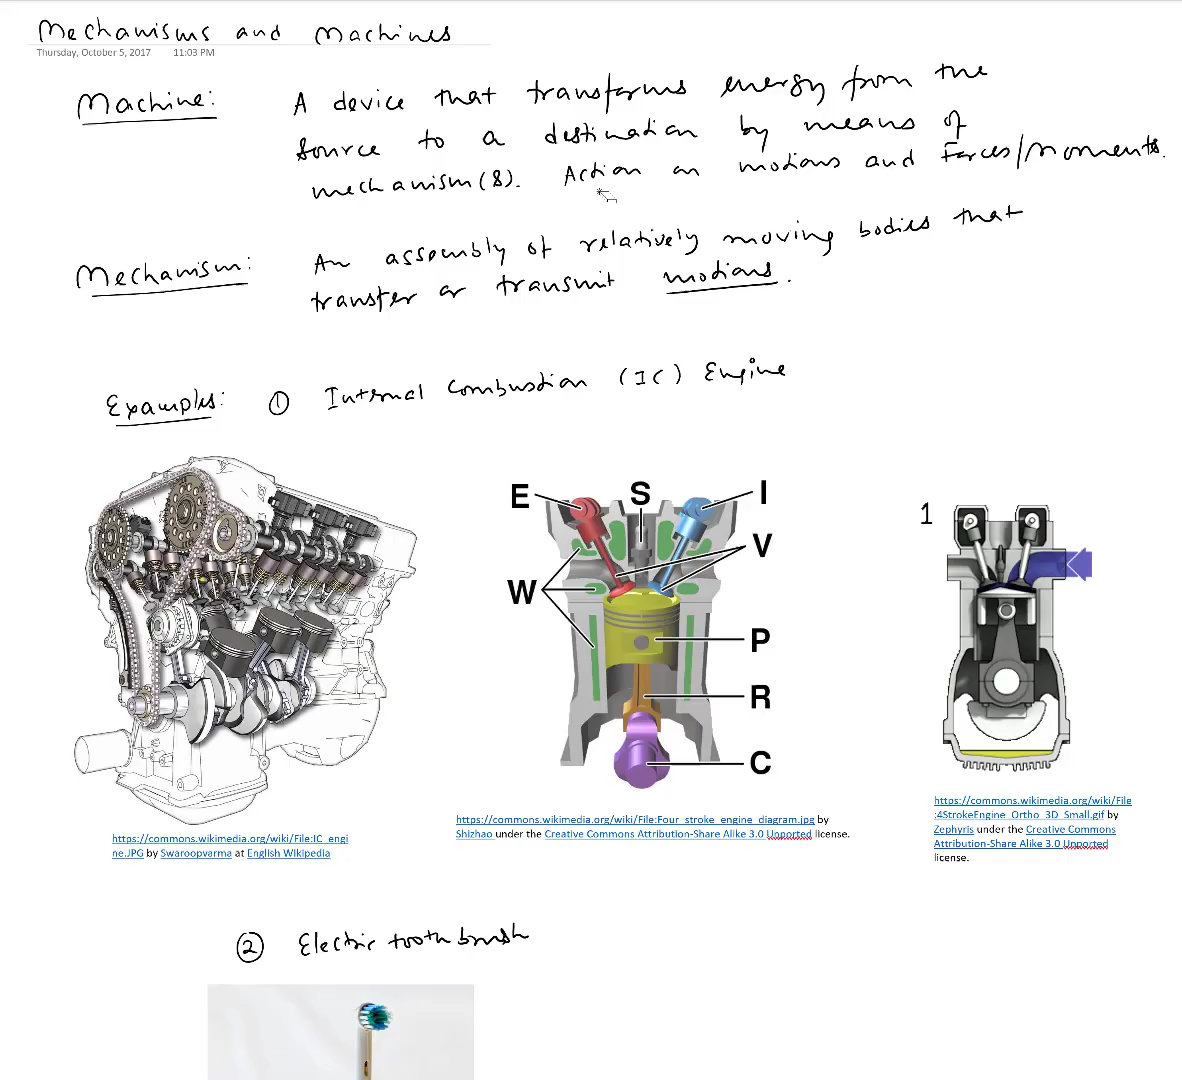 Mechanisms and Machines
Thursday, October 5, 2017 11:03 PM
Machine: A device that transforms energy from the
source to a destination by means of
mechanism(s). Action on motions and Forces/moments.
Mechanism: An assembly of relatively moving bodies that
transfer or transmit motions.
Examples: ① Internal Combustion (IC) Engine
E S I
V
W
P
R
C
1
https://commons.wikimedia.org/wiki/File:IC_engi
ne.JPG by Swaroopvarma at English Wikipedia
https://commons.wikimedia.org/wiki/File:Four_stroke_engine_diagram.jpg by
Shizhao under the Creative Commons Attribution-Share Alike 3.0 Unported license.
https://commons.wikimedia.org/wiki/File
:4StrokeEngine_Ortho_3D_Small.gif by
Zephyris under the Creative Commons
Attribution-Share Alike 3.0 Unported
license.
② Electric toothbrush